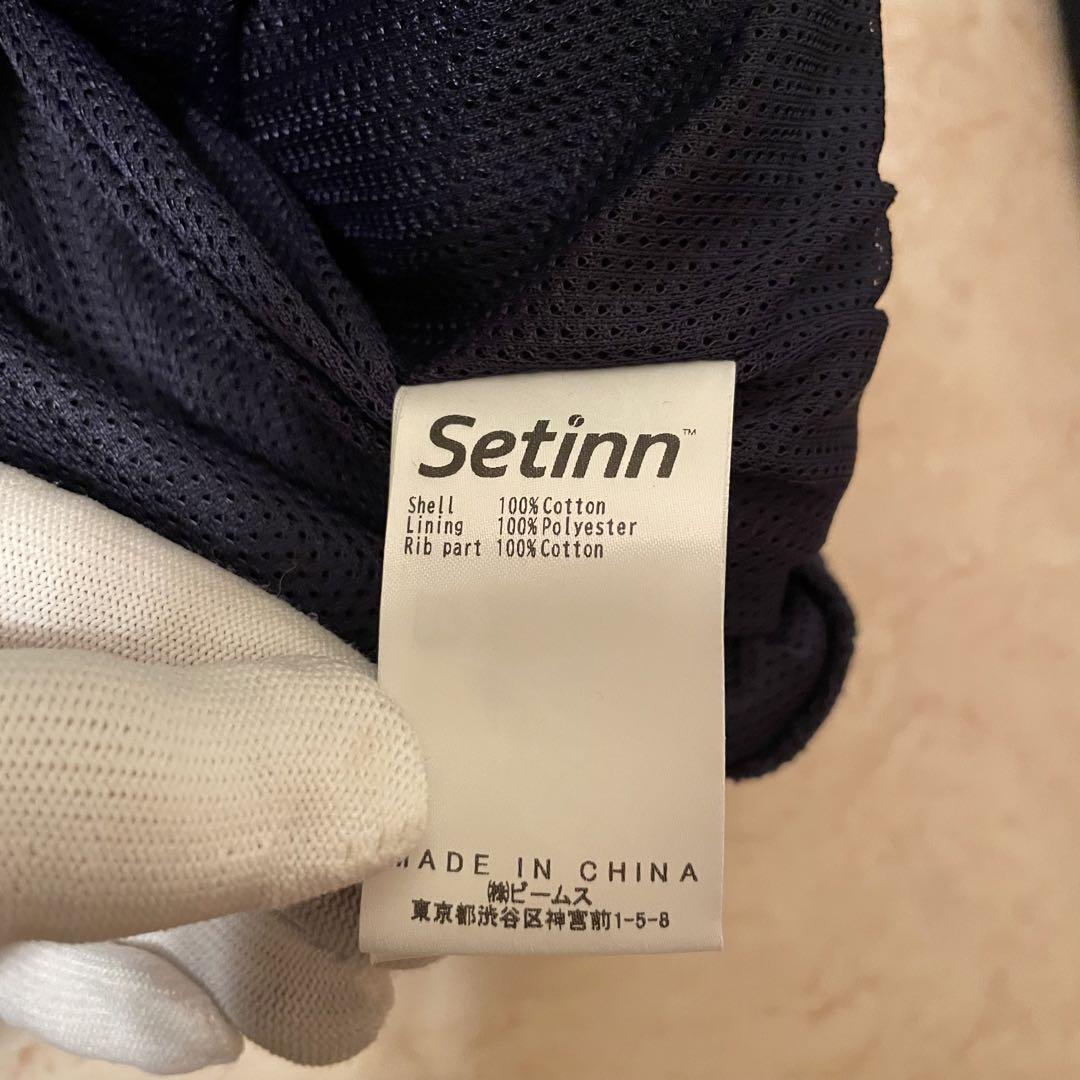 Setinn™
Shell 100%Cotton
Lining 100%Polyester
Rib part 100%Cotton
MADE IN CHINA
㈱ビームス
東京都渋谷区神宮前1-5-8